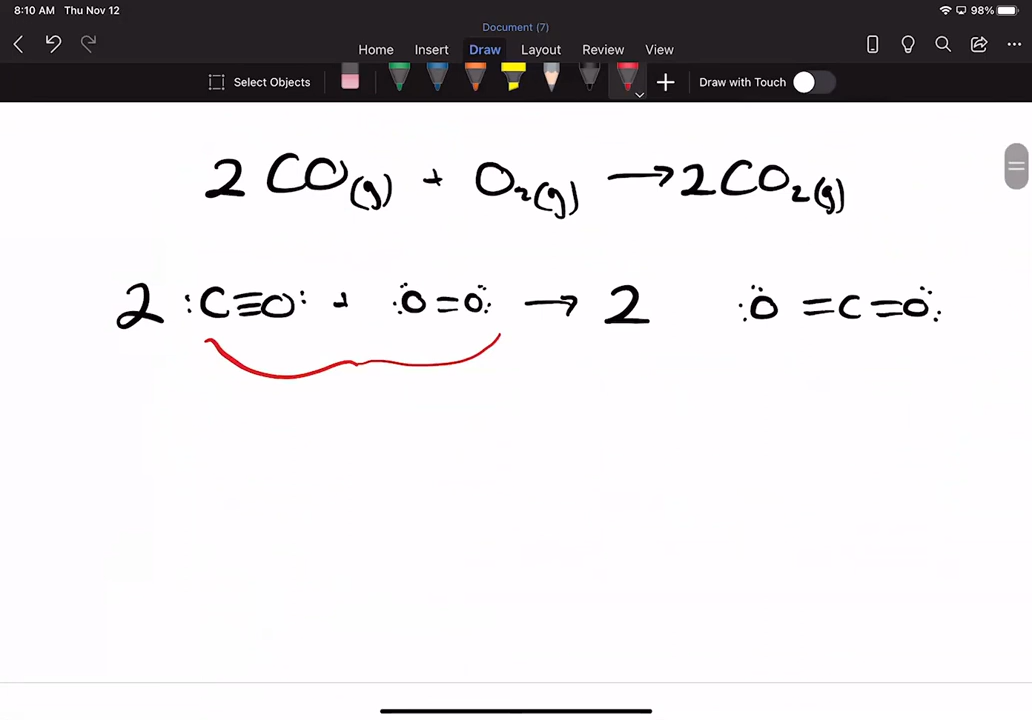 8:10 AM Thu Nov 12 98%
Document (7)
Home Insert Draw Layout Review View
Select Objects Draw with Touch
2 CO(g) + O₂(g) → 2CO₂(g)
2 :C≡O: + :Ö=Ö: → 2 :Ö=C=Ö: